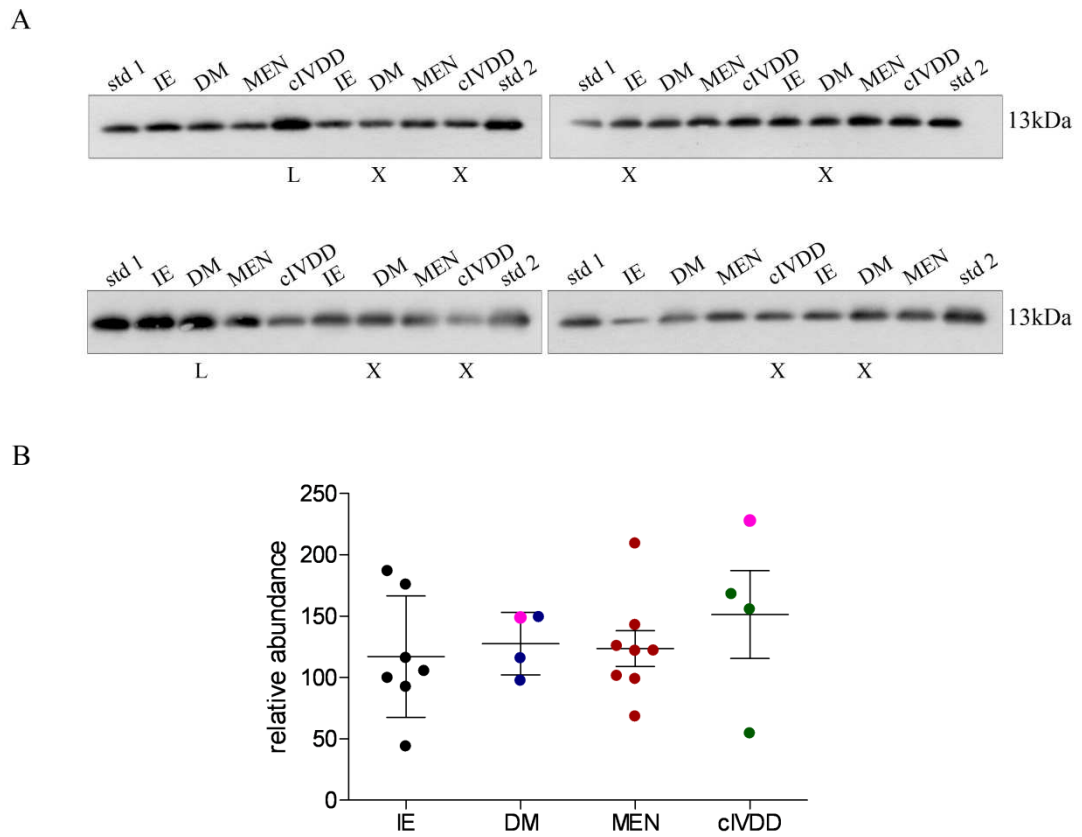 A
std 1 IE DM MEN cIVDD IE DM MEN cIVDD std 2 std 1 IE DM MEN cIVDD IE DM MEN cIVDD std 2
13kDa
L X X X X
std 1 IE DM MEN cIVDD IE DM MEN cIVDD std 2 std 1 IE DM MEN cIVDD IE DM MEN std 2
13kDa
L X X X X
B
relative abundance
250
200
150
100
50
0
IE DM MEN cIVDD